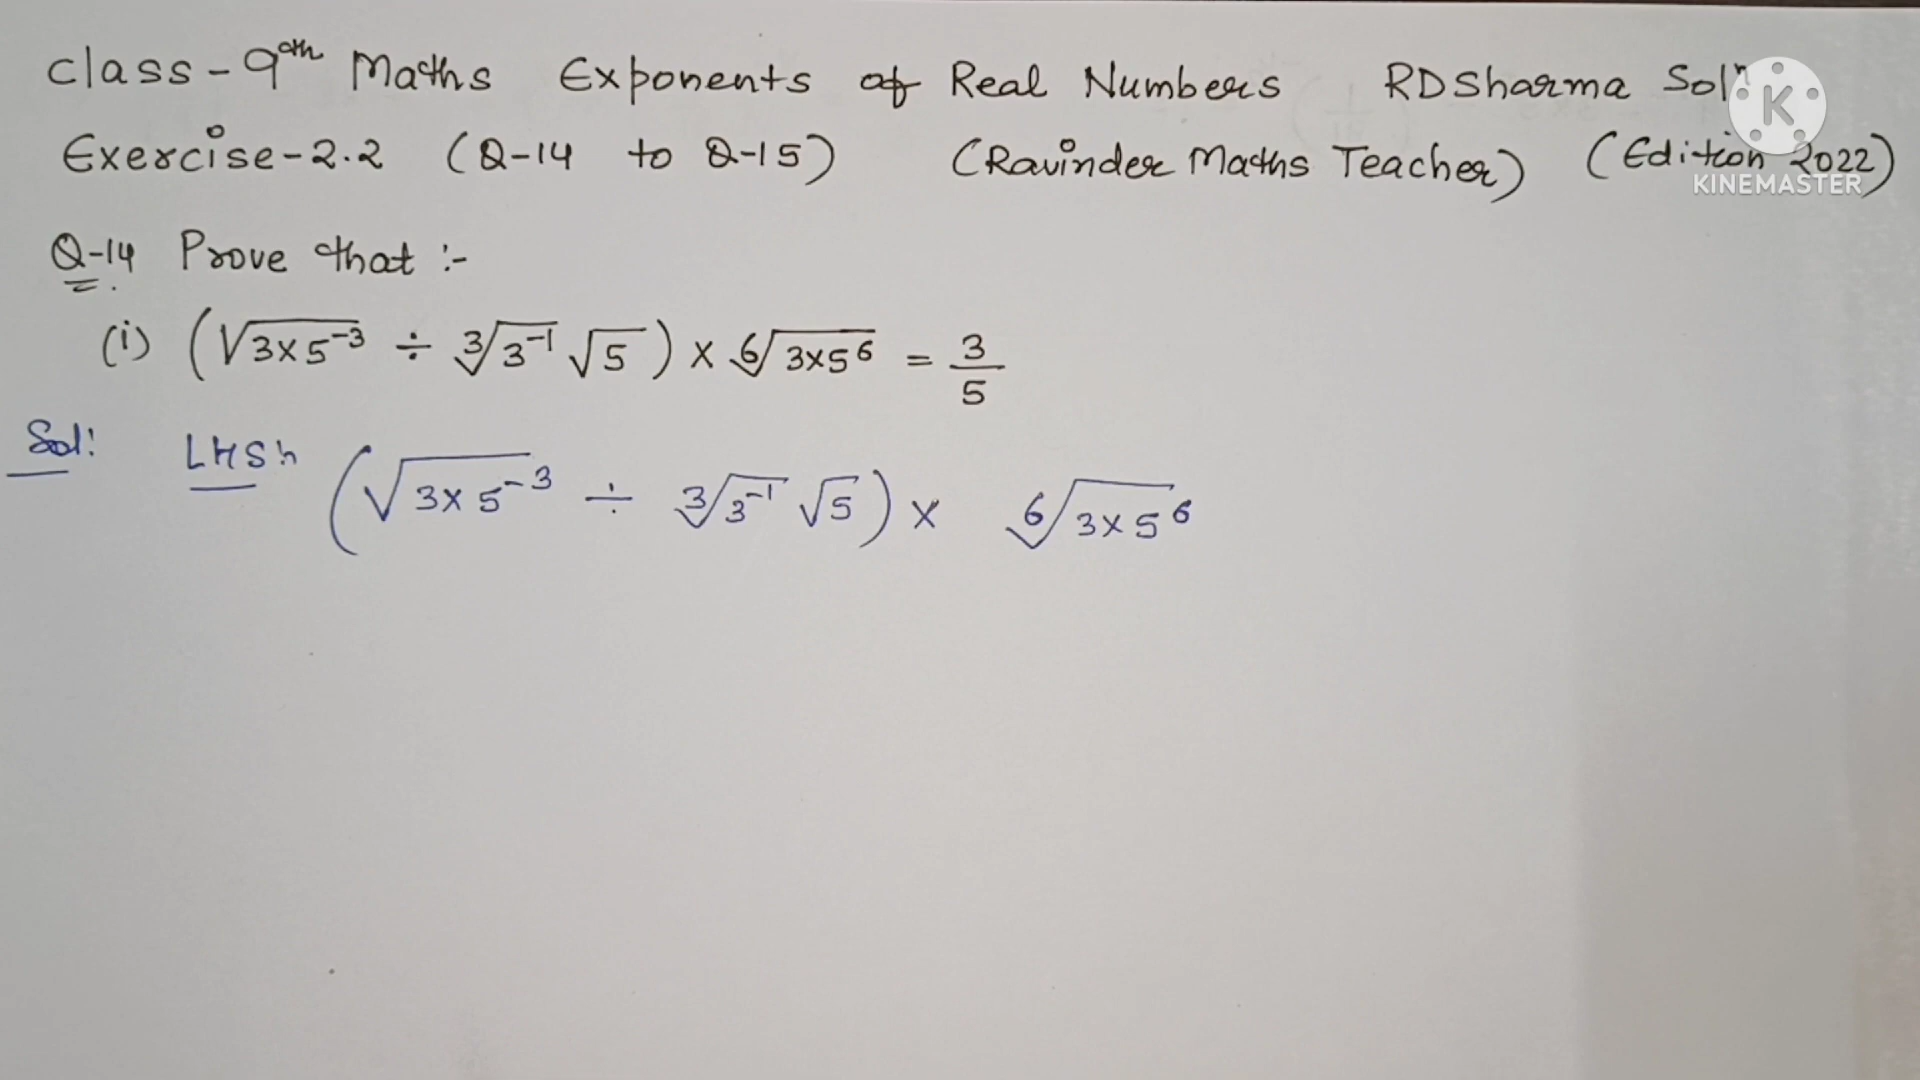 Class-9th Maths Exponents of Real Numbers RDSharma Soln
Exercise-2.2 (Q-14 to Q-15) (Ravinder Maths Teacher) (Edition 2022)
K
KINEMASTER
Q-14 Prove that :-
(i) (√(3×5⁻³) ÷ ∛(3⁻¹) √5) × ⁶√(3×5⁶) = 3/5
Sol: LHS (√(3×5⁻³) ÷ ∛(3⁻¹) √5) × ⁶√(3×5⁶)